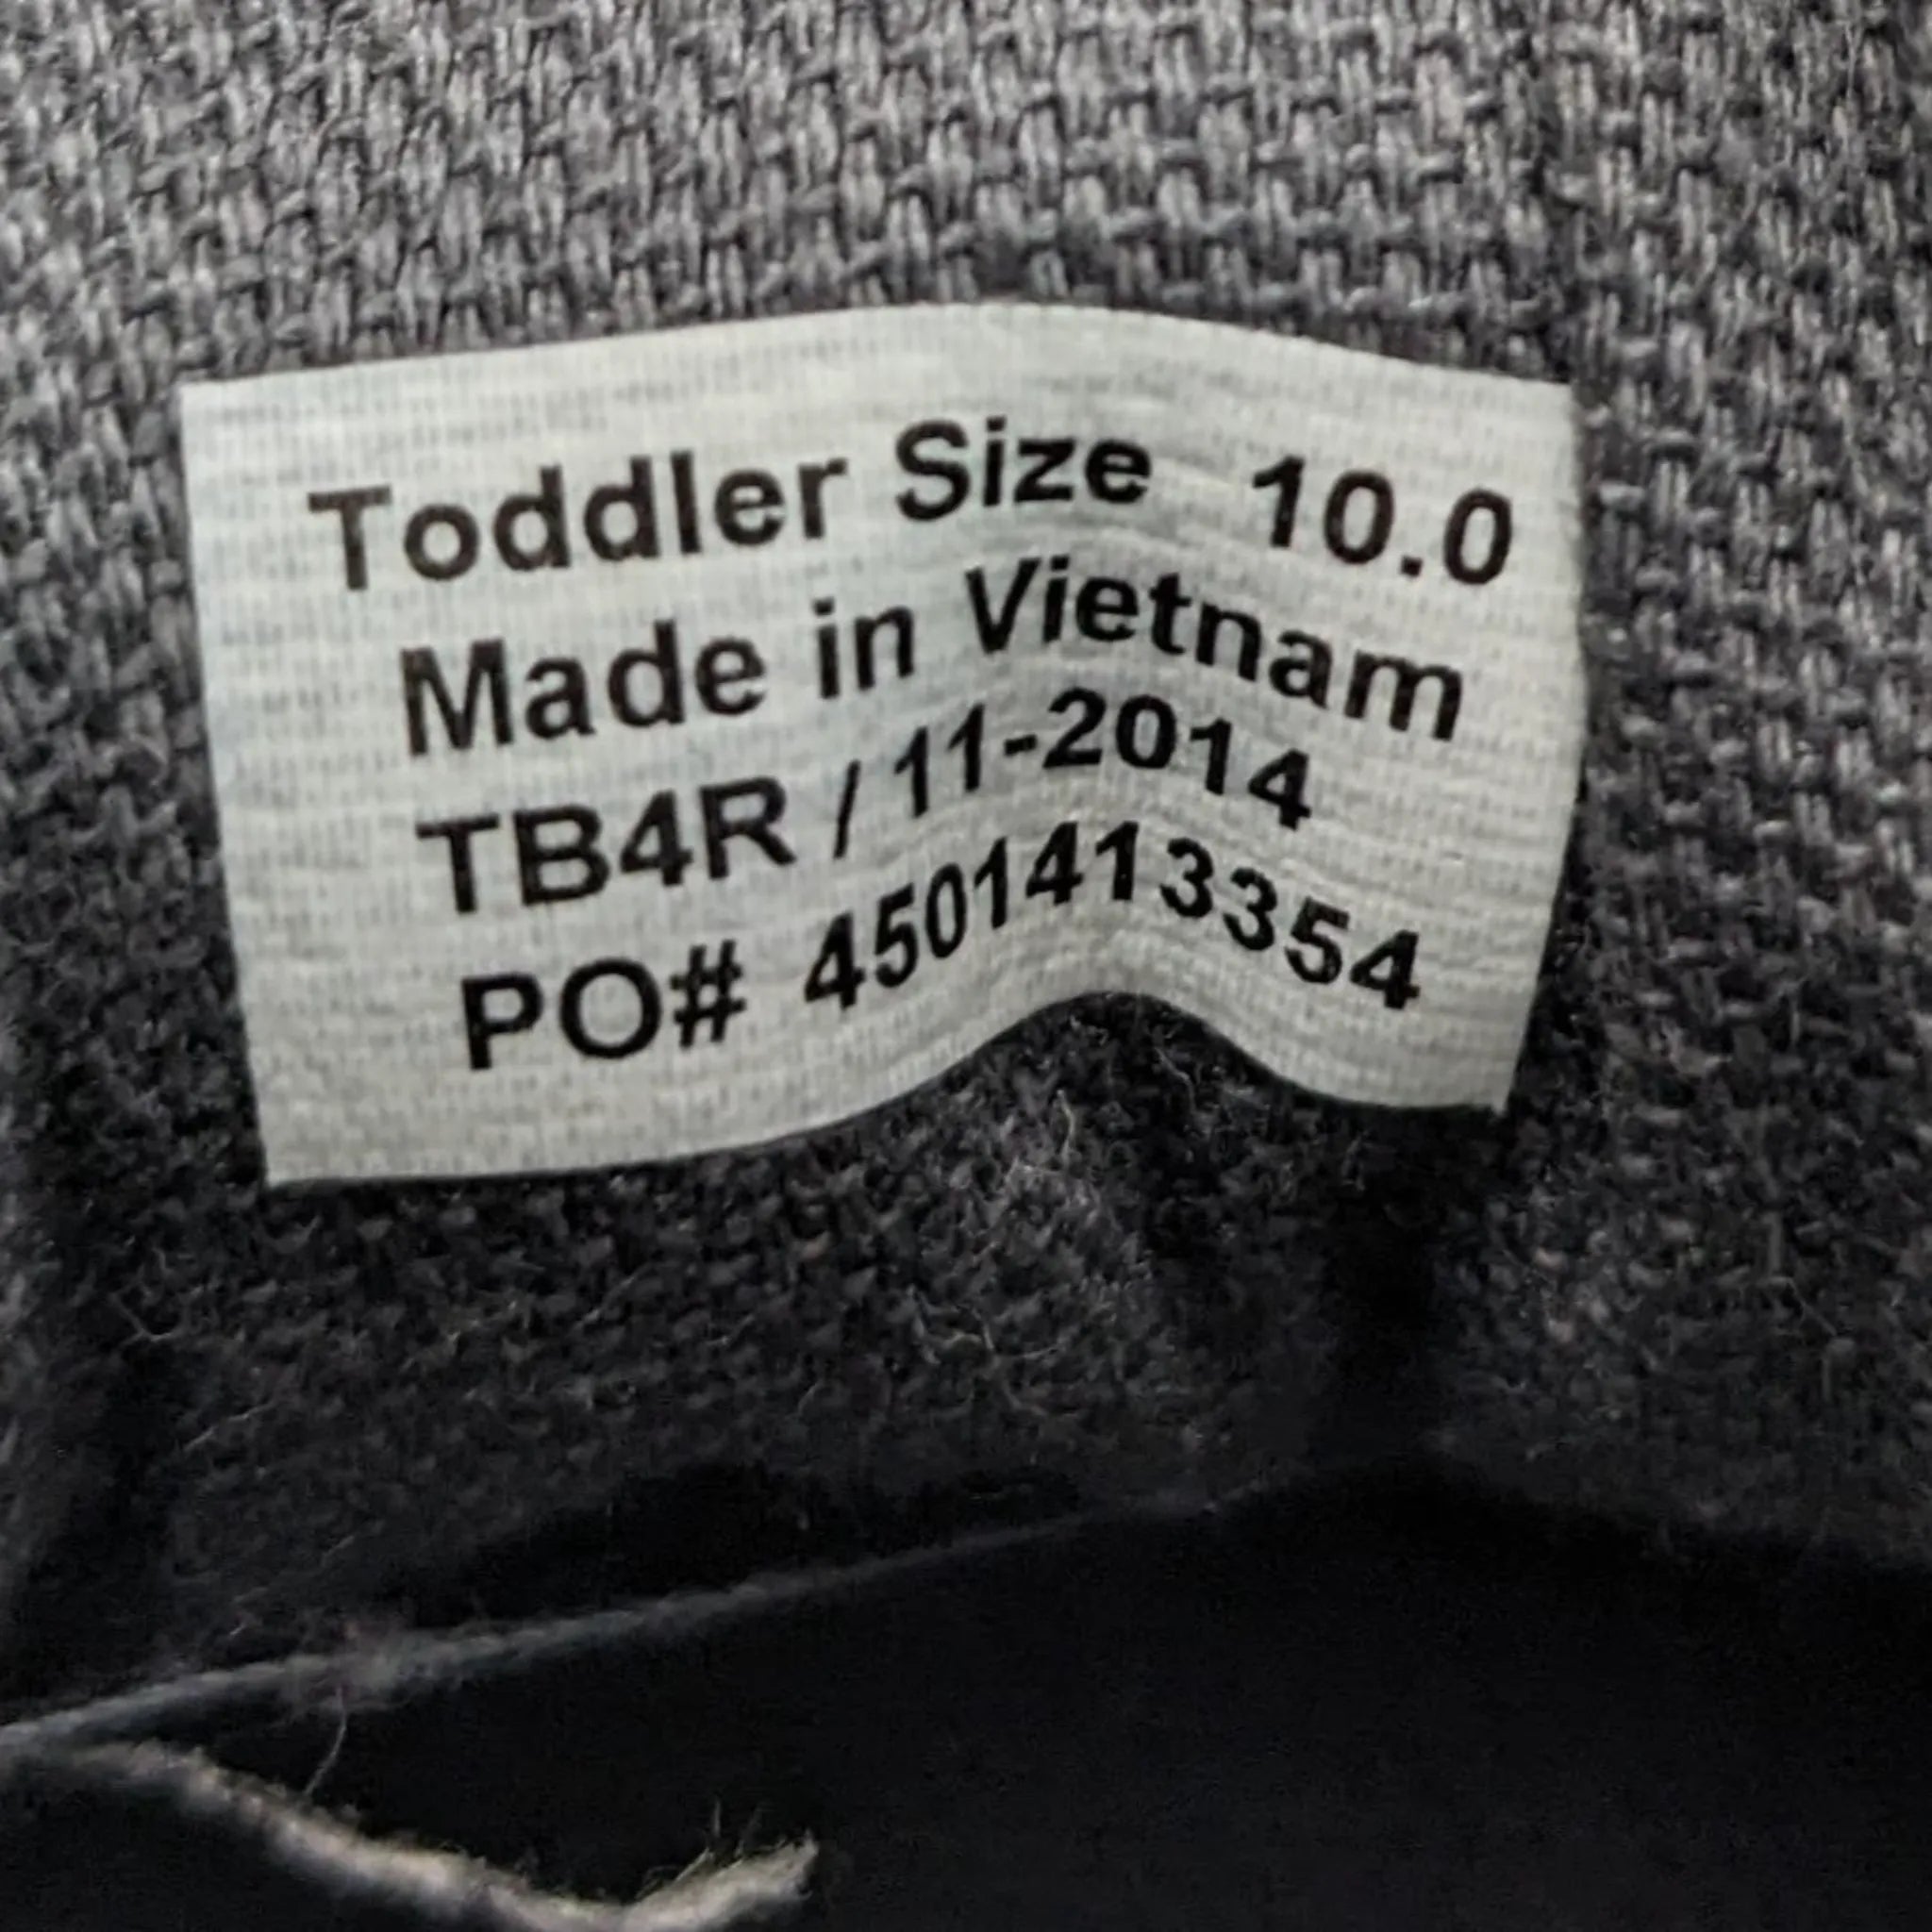 Toddler Size 10.0
Made in Vietnam
TB4R / 11-2014
PO# 4501413354